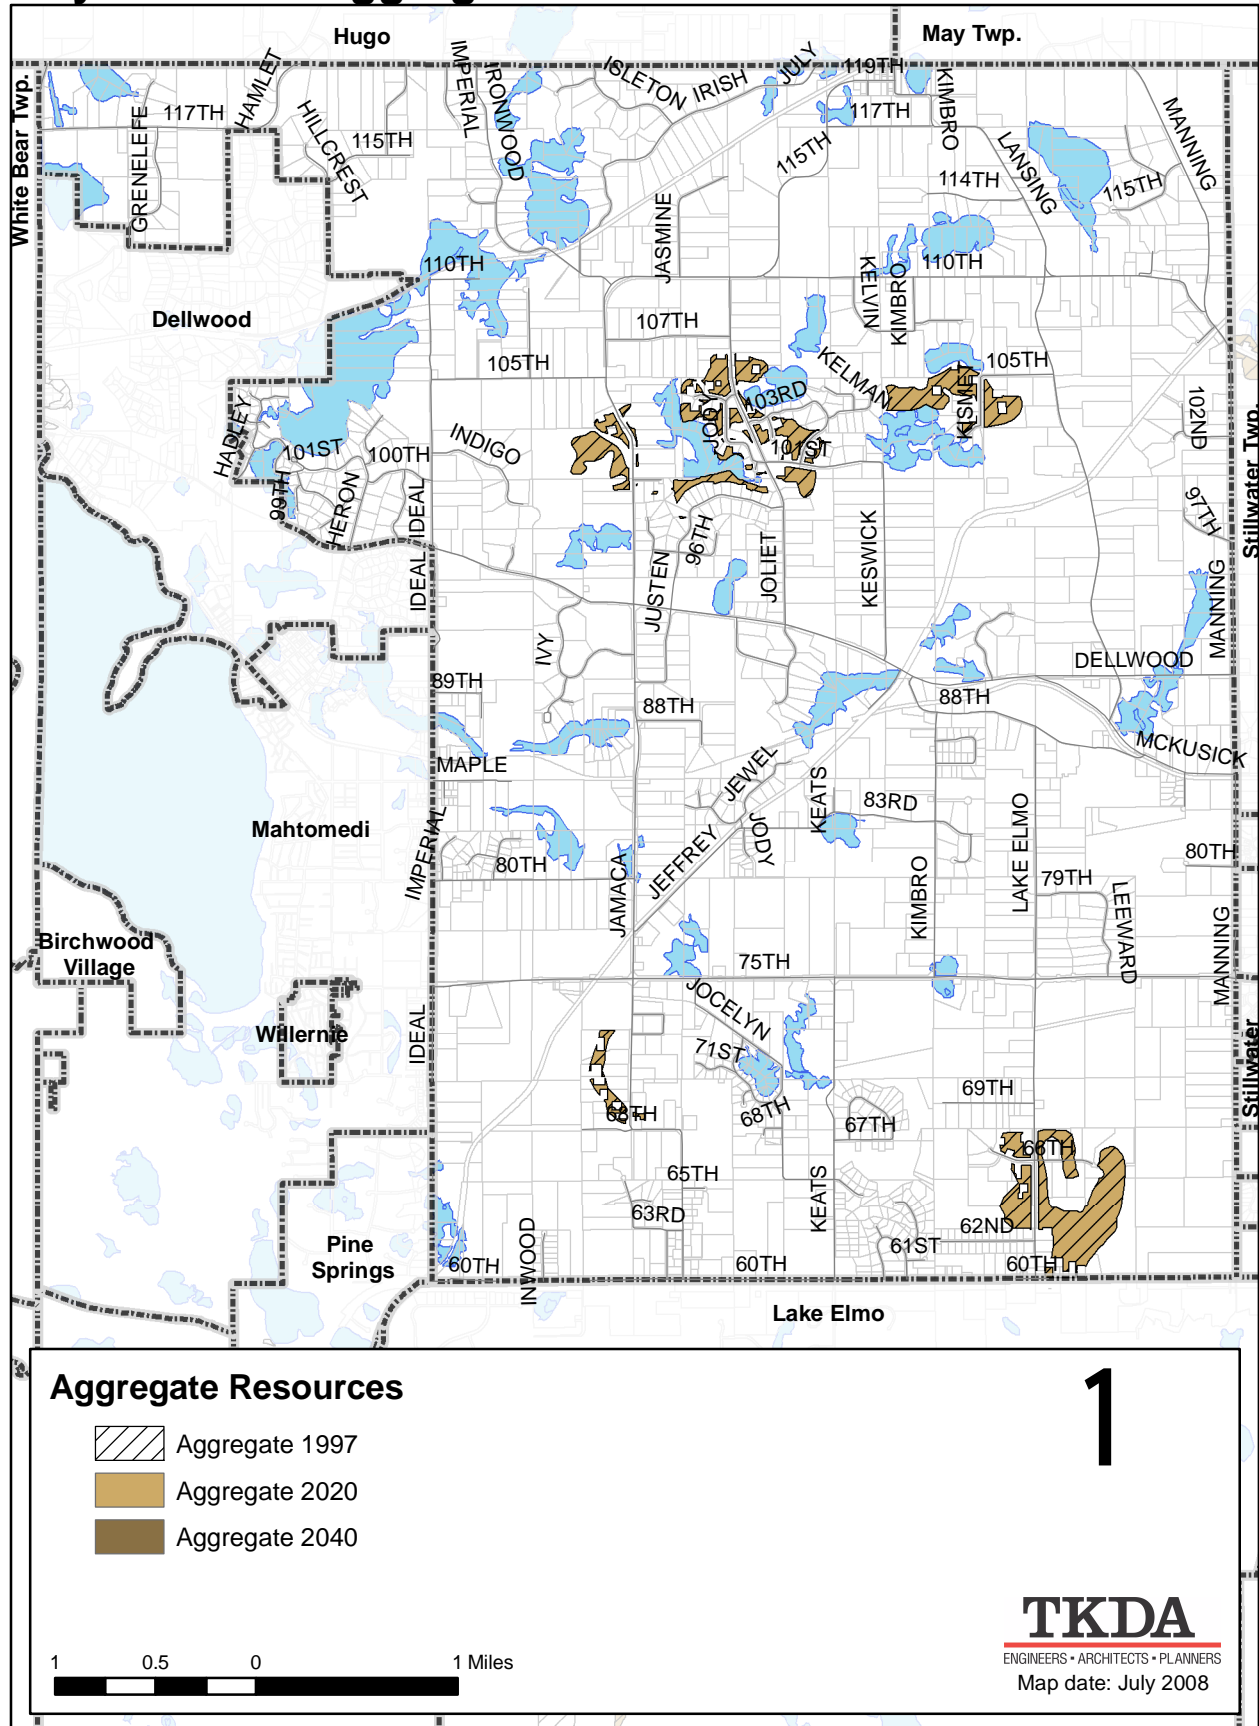 Hugo
May Twp.
White Bear Twp.
119TH
117TH
117TH
HAMLET
GRENELEFE
HILLCREST
115TH
IMPERIAL
IRONWOOD
ISLETON
IRISH
JULY
KIMBRO
115TH
LANSING
MANNING
114TH
115TH
JASMINE
110TH
110TH
KELVIN
KIMBRO
Dellwood
107TH
105TH
105TH
KELMAN
KISMET
103RD
JODY
101ST
102ND
Stillwater Twp.
HADLEY
101ST
100TH
INDIGO
99TH
HERON
IDEAL
97TH
96TH
JUSTEN
JOLIET
KESWICK
IDEAL
MANNING
IVY
DELLWOOD
89TH
88TH
88TH
MCKUSICK
MAPLE
JEWEL
KEATS
83RD
Mahtomedi
IMPERIAL
JODY
LAKE ELMO
80TH
80TH
JAMACA
JEFFREY
KIMBRO
79TH
LEEWARD
MANNING
Birchwood
Village
75TH
JOCELYN
Willernie
IDEAL
71ST
Stillwater
69TH
68TH
68TH
67TH
66TH
65TH
KEATS
63RD
62ND
61ST
Pine
Springs
60TH
INWOOD
60TH
60TH
Lake Elmo
Aggregate Resources
1
Aggregate 1997
Aggregate 2020
Aggregate 2040
1 0.5 0 1 Miles
TKDA
ENGINEERS • ARCHITECTS • PLANNERS
Map date: July 2008